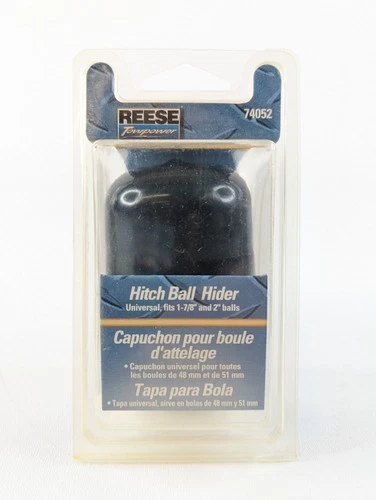 REESE
Towpower
74052
Hitch Ball Hider
Universal, fits 1-7/8" and 2" balls
Capuchon pour boule
d'attelage
• Capuchon universel pour toutes
les boules de 48 mm et de 51 mm
Tapa para Bola
• Tapa universal, sirve en bolas de 48 mm y 51 mm